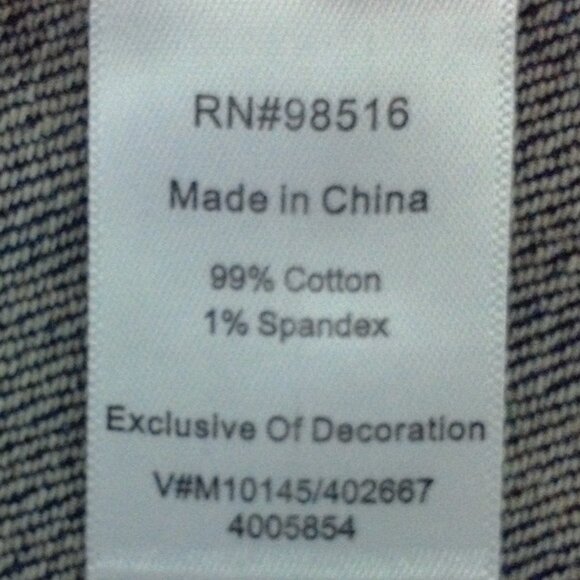 RN#98516
Made in China
99% Cotton
1% Spandex
Exclusive Of Decoration
V#M10145/402667
4005854